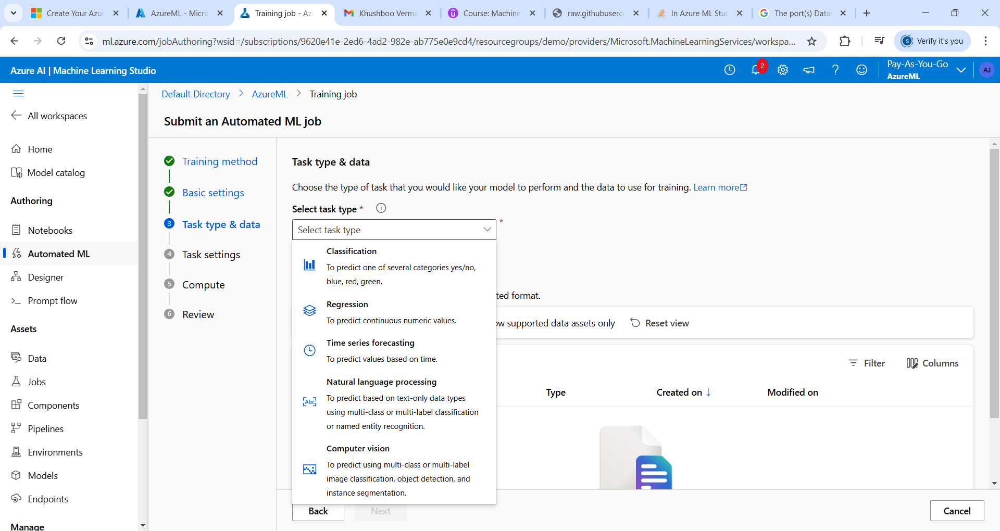 Create Your Azur
AzureML - Micro
Training job - Az
Khushboo Verma
Course: Machine
raw.githubuserc
In Azure ML Stud
The port(s) Datas
ml.azure.com/jobAuthoring?wsid=/subscriptions/9620e41e-2ed6-4ad2-982e-ab775e0e9cd4/resourcegroups/demo/providers/Microsoft.MachineLearningServices/workspa...
S
Verify it's you
Azure AI | Machine Learning Studio
2
Pay-As-You-Go
AzureML
AJ
All workspaces
Home
Model catalog
Authoring
Notebooks
Automated ML
Designer
Prompt flow
Assets
Data
Jobs
Components
Pipelines
Environments
Models
Endpoints
Manage
Default Directory > AzureML > Training job
Submit an Automated ML job
Training method
Basic settings
3 Task type & data
4 Task settings
5 Compute
6 Review
Task type & data
Choose the type of task that you would like your model to perform and the data to use for training. Learn more
Select task type *
Select task type
*
Classification
To predict one of several categories yes/no,
blue, red, green.
Regression
To predict continuous numeric values.
Time series forecasting
To predict values based on time.
Natural language processing
Abc
To predict based on text-only data types
using multi-class or multi-label classification
or named entity recognition.
Computer vision
To predict using multi-class or multi-label
image classification, object detection, and
instance segmentation.
ted format.
ow supported data assets only
Reset view
Filter
Columns
Type
Created on ↓
Modified on
Back
Next
Cancel